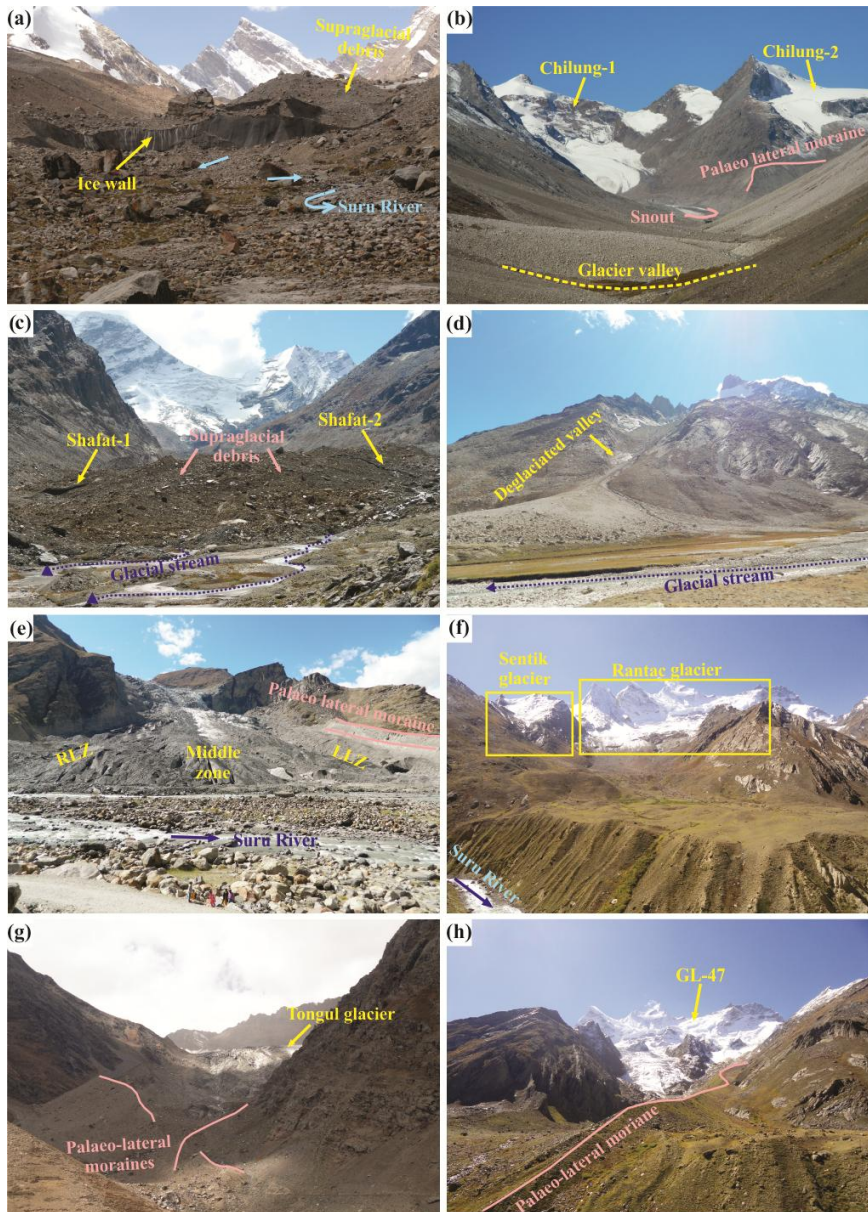 (a)
Supraglacial
debris
Ice wall
Suru River
(b)
Chilung-1
Chilung-2
Palaeo lateral moraine
Snout
Glacier valley
(c)
Shafat-1
Supraglacial
debris
Shafat-2
Glacial stream
(d)
Deglaciated valley
Glacial stream
(e)
Palaeo lateral moraine
RLZ
Middle
zone
LLZ
Suru River
(f)
Sentik
glacier
Rantac glacier
Suru River
(g)
Tongul glacier
Palaeo-lateral
moraines
(h)
GL-47
Palaeo-lateral moriane